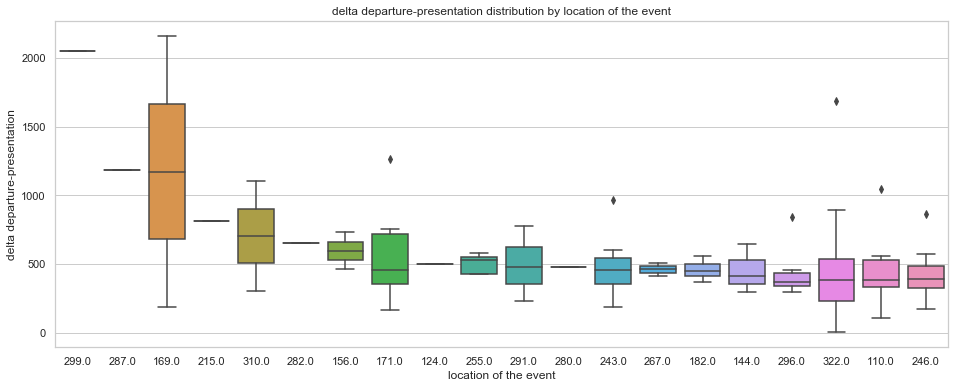 delta departure-presentation distribution by location of the event
delta departure-presentation
2000
1500
1000
500
0
299.0 287.0 169.0 215.0 310.0 282.0 156.0 171.0 124.0 255.0 291.0 280.0 243.0 267.0 182.0 144.0 296.0 322.0 110.0 246.0
location of the event